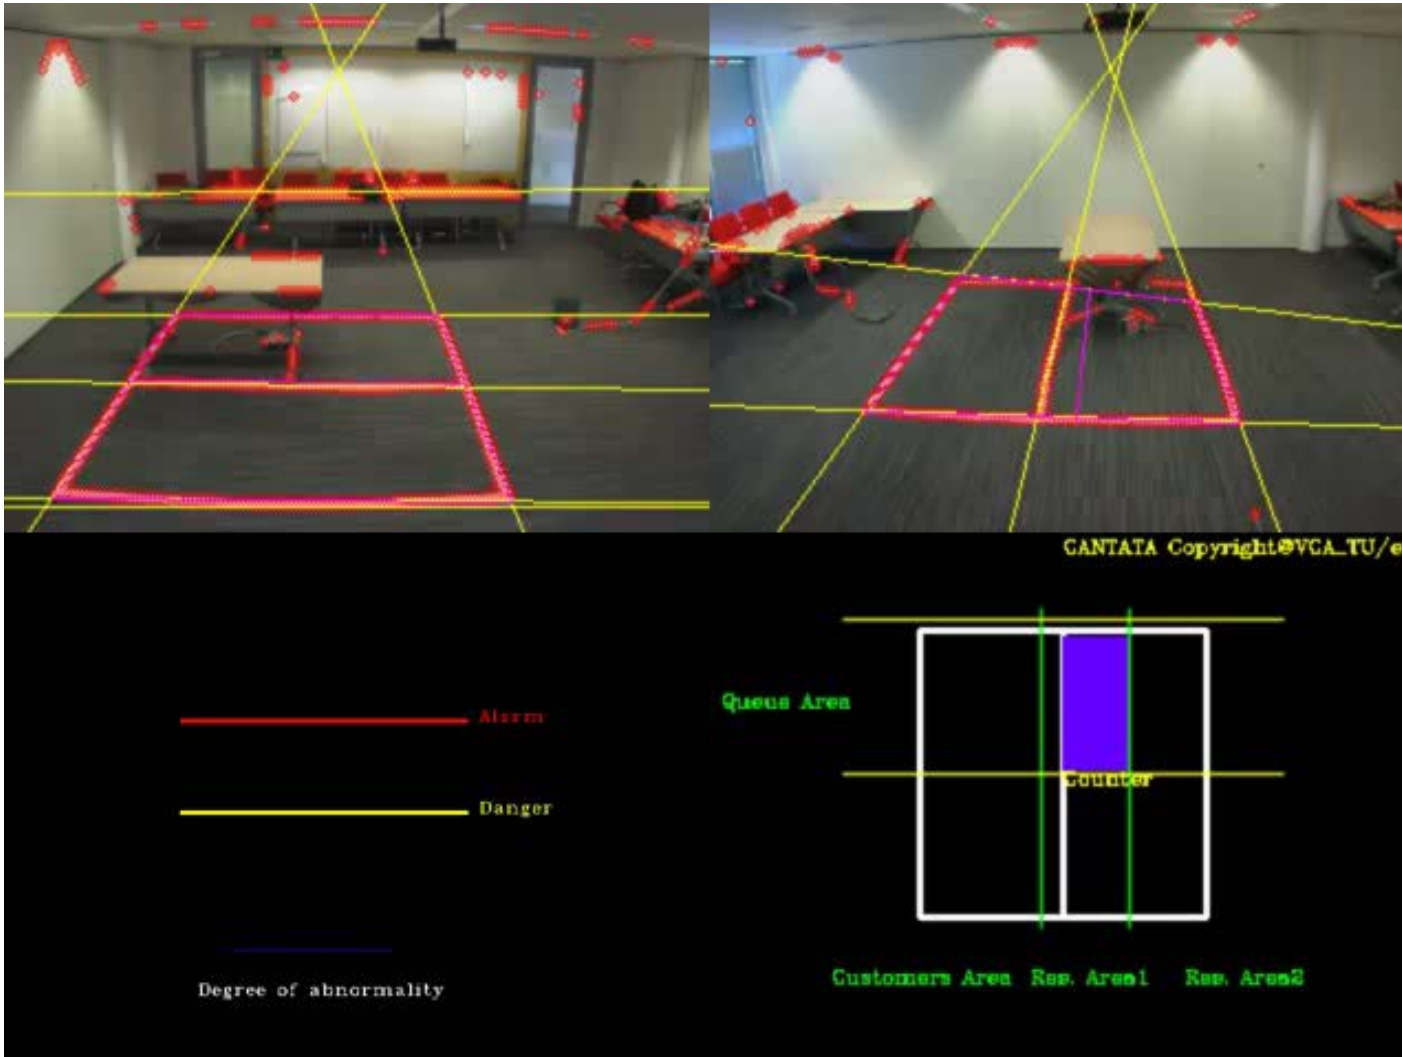 CANTATA Copyright@VCA_TU/e
Queue Area
Alarm
Danger
Counter
Customers Area Res. Area1 Res. Area2
Degree of abnormality